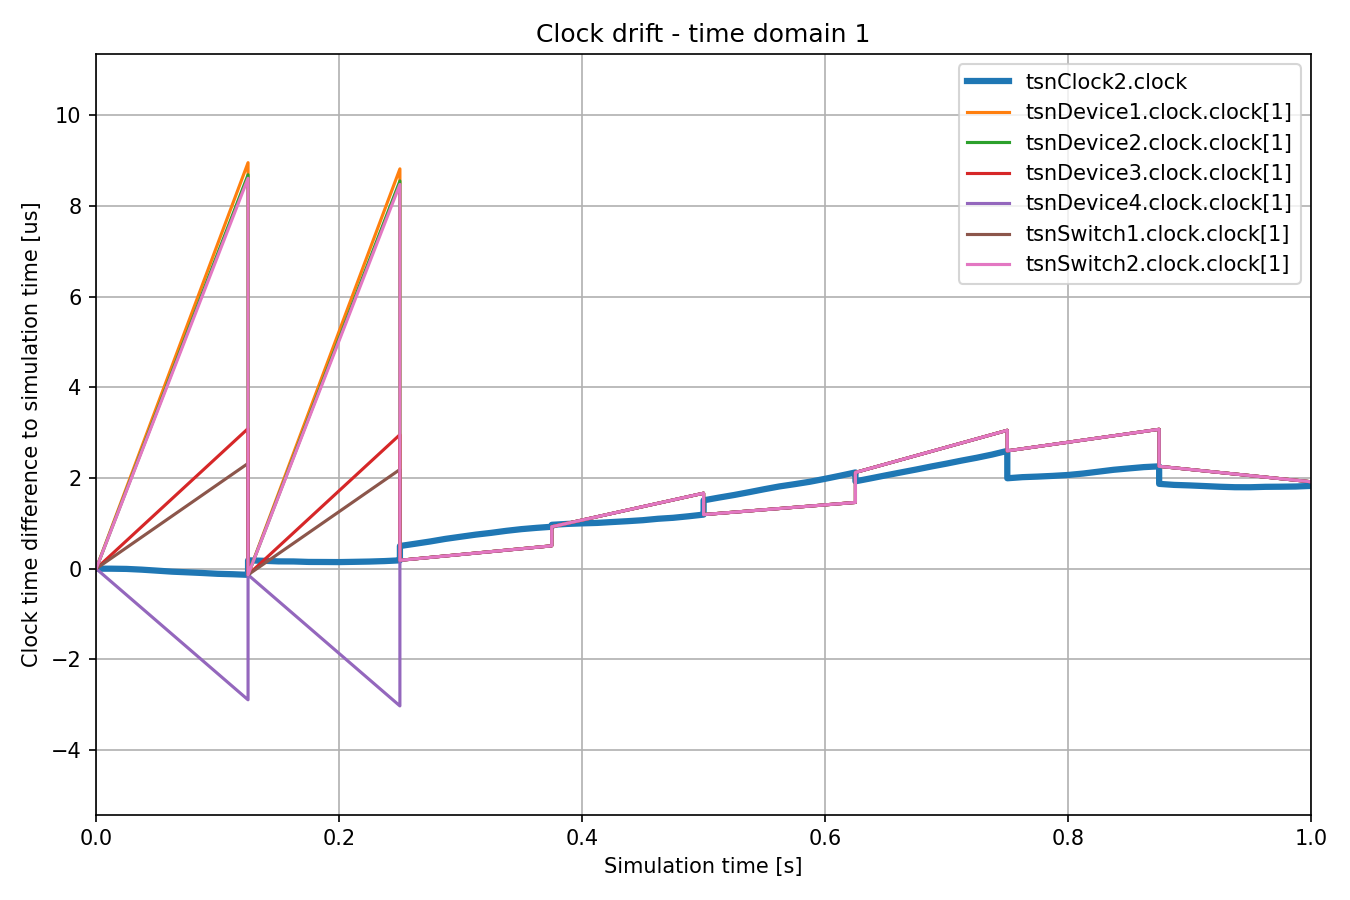 Clock drift - time domain 1
Clock time difference to simulation time [us]
10
8
6
4
2
0
−2
−4
tsnClock2.clock
tsnDevice1.clock.clock[1]
tsnDevice2.clock.clock[1]
tsnDevice3.clock.clock[1]
tsnDevice4.clock.clock[1]
tsnSwitch1.clock.clock[1]
tsnSwitch2.clock.clock[1]
0.0 0.2 0.4 0.6 0.8 1.0
Simulation time [s]